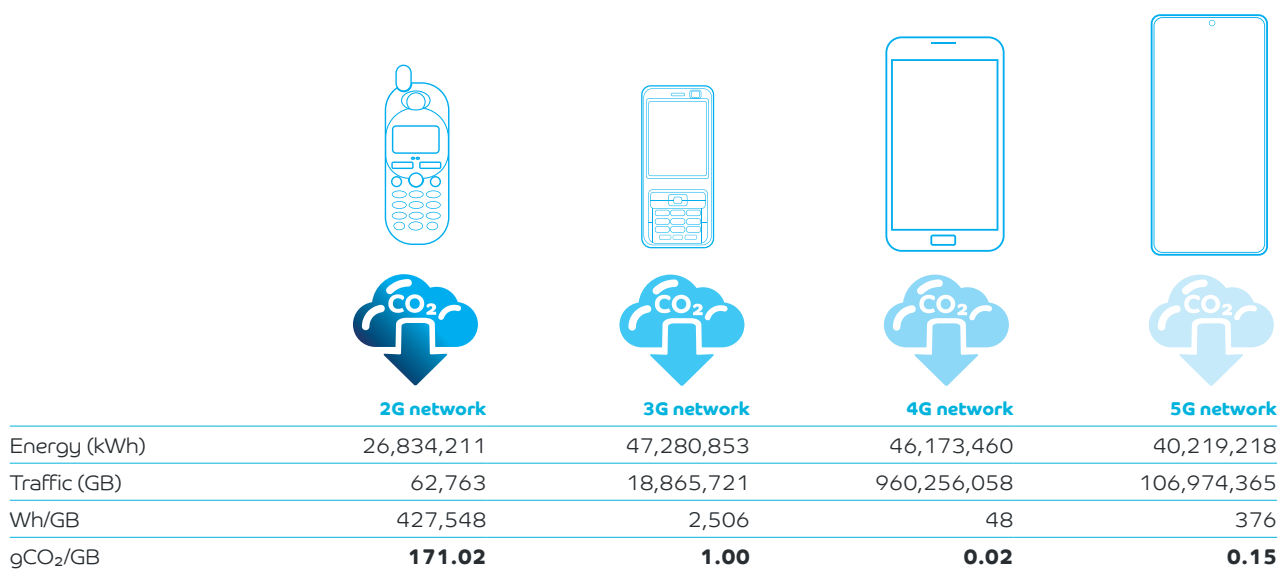 CO₂ CO₂ CO₂ CO₂
2G network 3G network 4G network 5G network
Energy (kWh) 26,834,211 47,280,853 46,173,460 40,219,218
Traffic (GB) 62,763 18,865,721 960,256,058 106,974,365
Wh/GB 427,548 2,506 48 376
gCO₂/GB 171.02 1.00 0.02 0.15